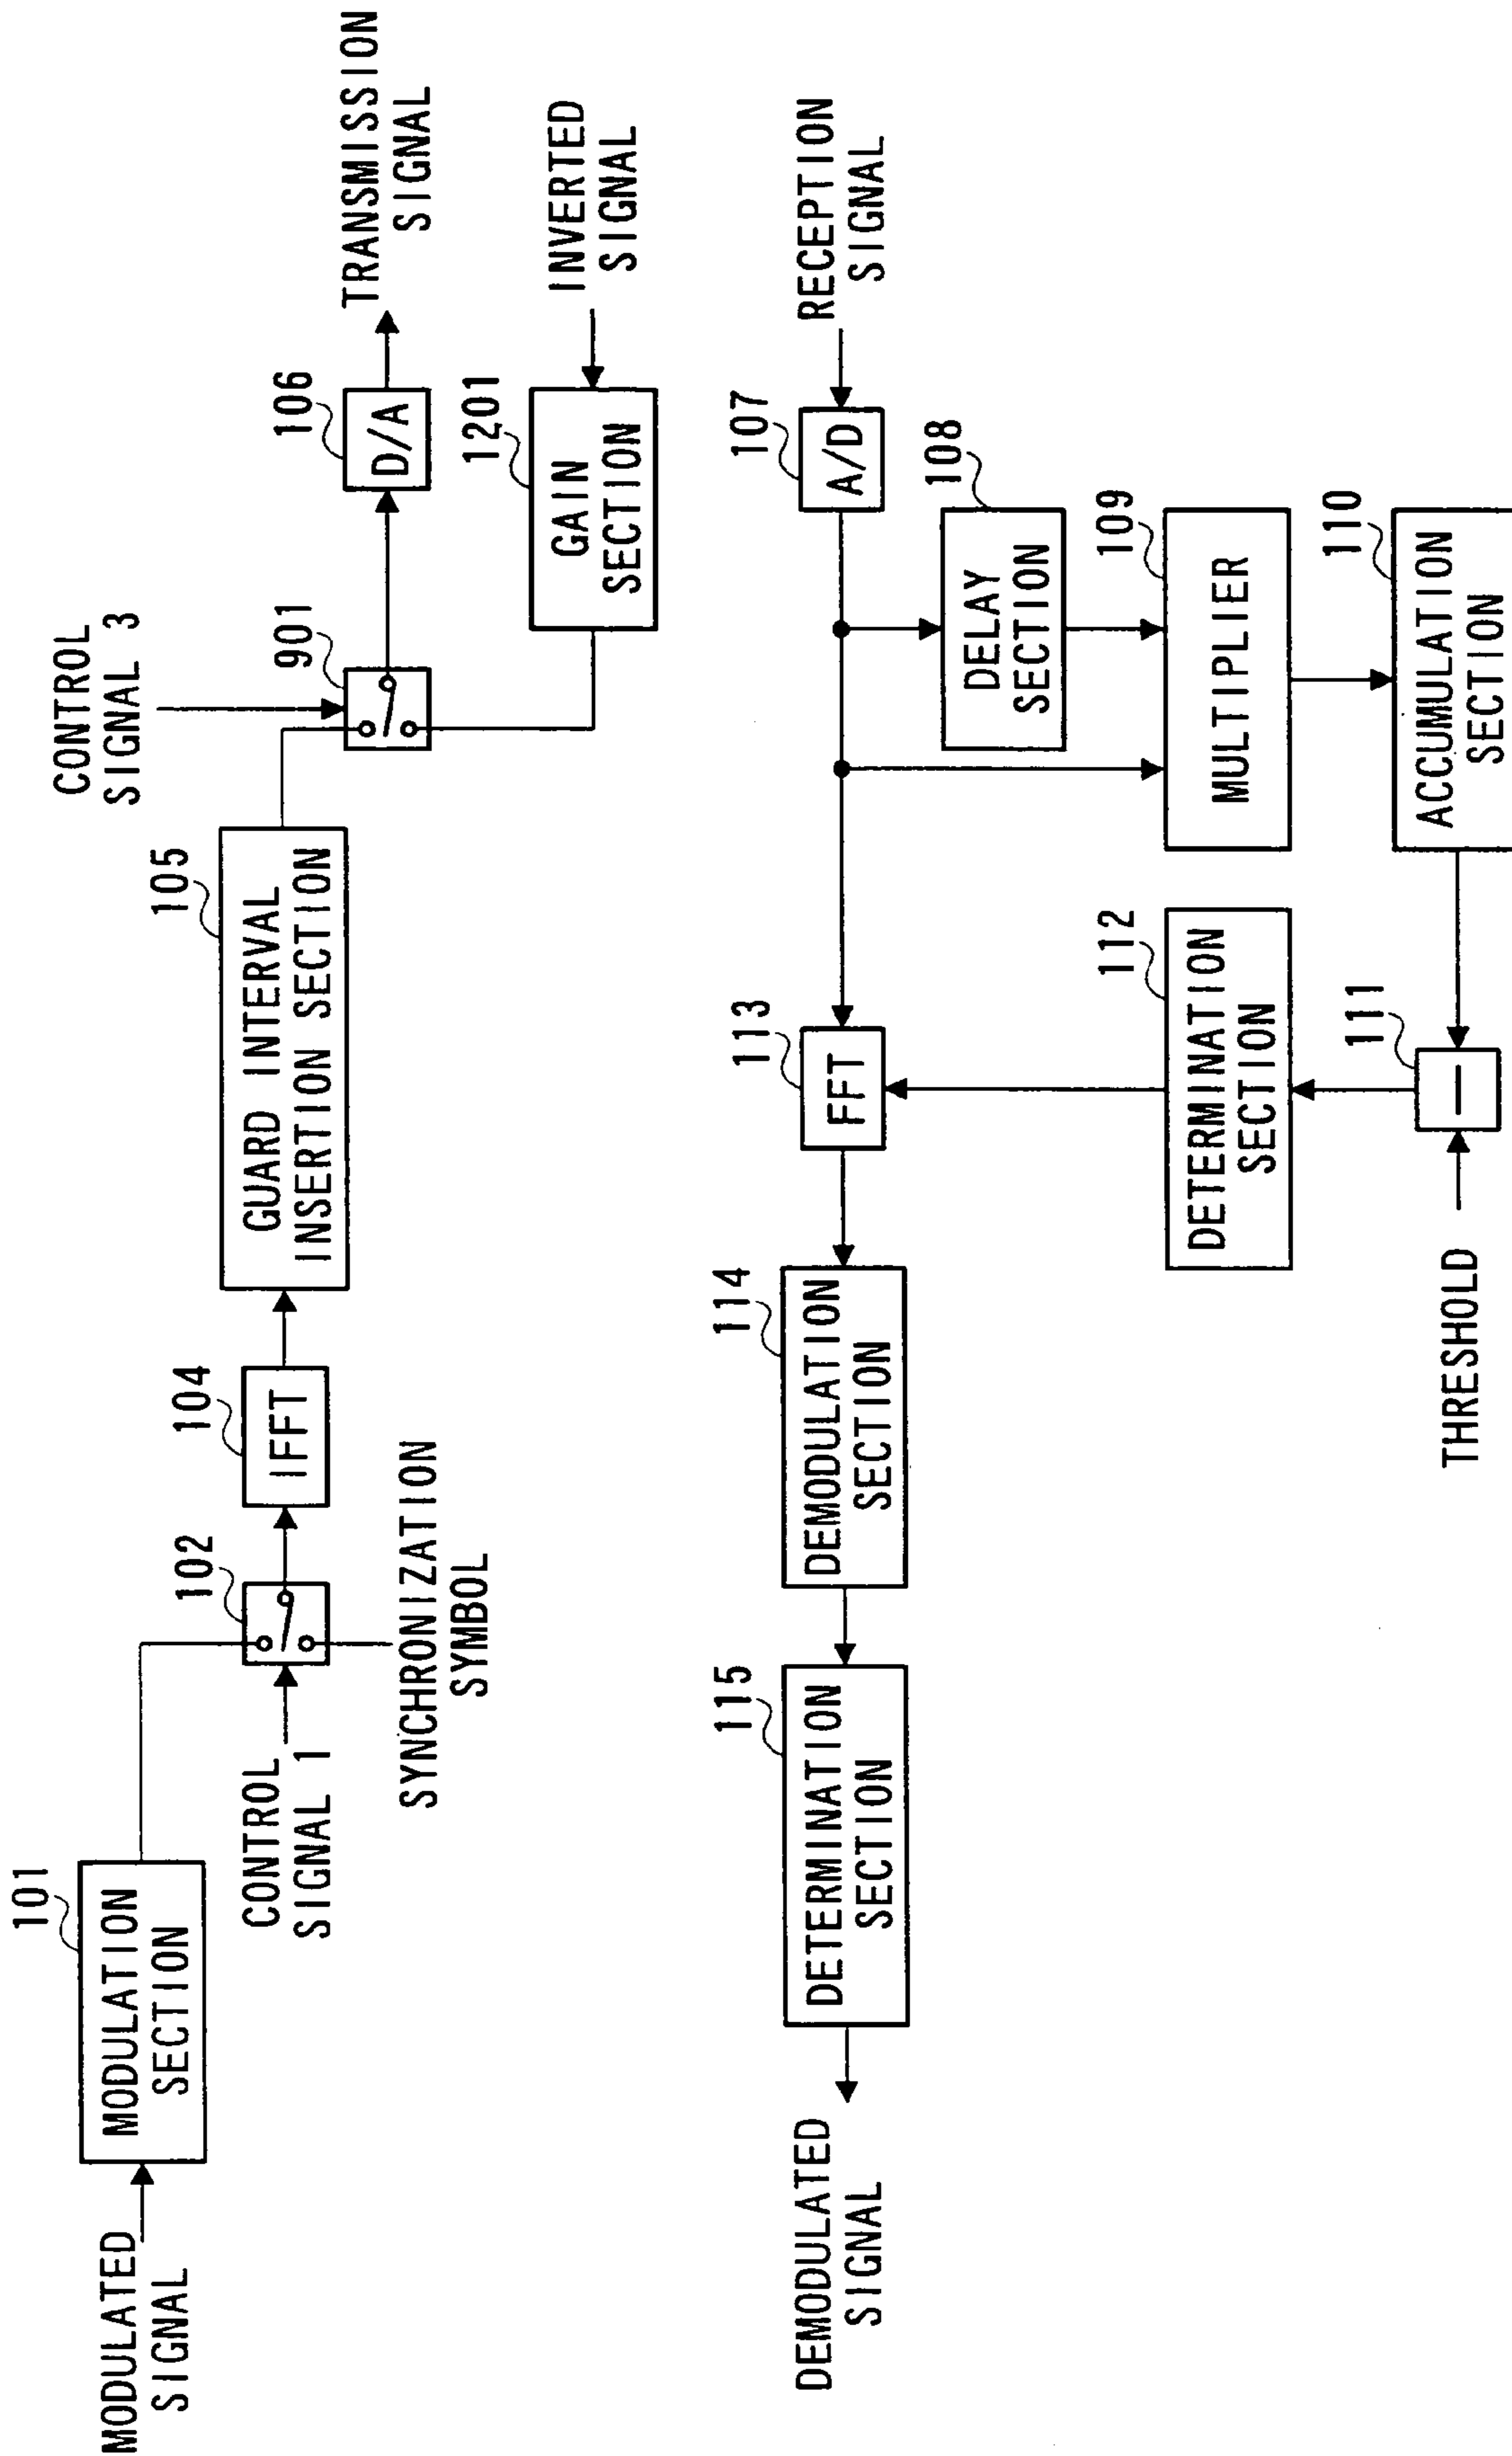 MODULATED
SIGNAL
101
MODULATION
SECTION
CONTROL
SIGNAL 1
102
SYNCHRONIZATION
SYMBOL
104
IFFT
105
GUARD INTERVAL
INSERTION SECTION
CONTROL
SIGNAL 3
901
106
D/A
TRANSMISSION
SIGNAL
1201
GAIN
SECTION
INVERTED
SIGNAL
DEMODULATED
SIGNAL
115
DETERMINATION
SECTION
114
DEMODULATION
SECTION
113
FFT
107
A/D
RECEPTION
SIGNAL
108
DELAY
SECTION
109
MULTIPLIER
112
DETERMINATION
SECTION
110
ACCUMULATION
SECTION
111
THRESHOLD